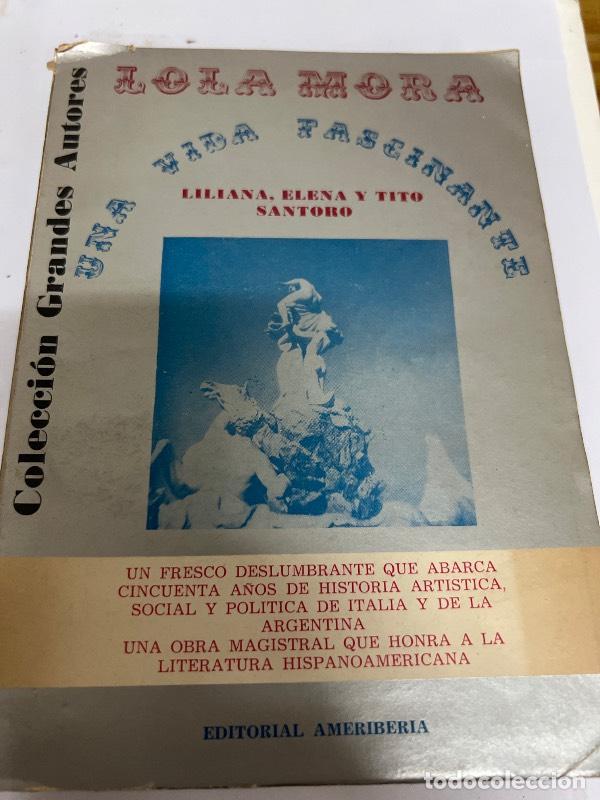 LOLA MORA
UNA VIDA FASCINANTE
LILIANA, ELENA Y TITO
SANTORO
Colección Grandes Autores
UN FRESCO DESLUMBRANTE QUE ABARCA
CINCUENTA AÑOS DE HISTORIA ARTISTICA,
SOCIAL Y POLITICA DE ITALIA Y DE LA
ARGENTINA
UNA OBRA MAGISTRAL QUE HONRA A LA
LITERATURA HISPANOAMERICANA
EDITORIAL AMERIBERIA
todocoleccion.net